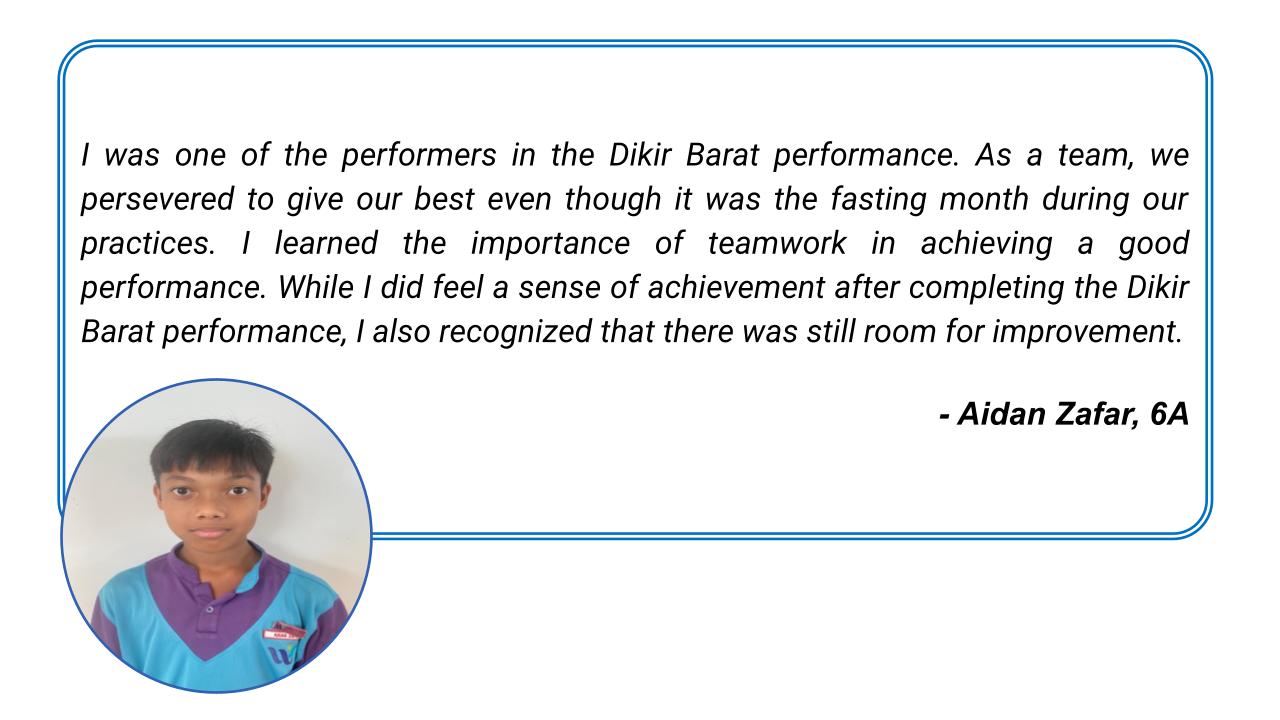 I was one of the performers in the Dikir Barat performance. As a team, we
persevered to give our best even though it was the fasting month during our
practices. I learned the importance of teamwork in achieving a good
performance. While I did feel a sense of achievement after completing the Dikir
Barat performance, I also recognized that there was still room for improvement.
- Aidan Zafar, 6A